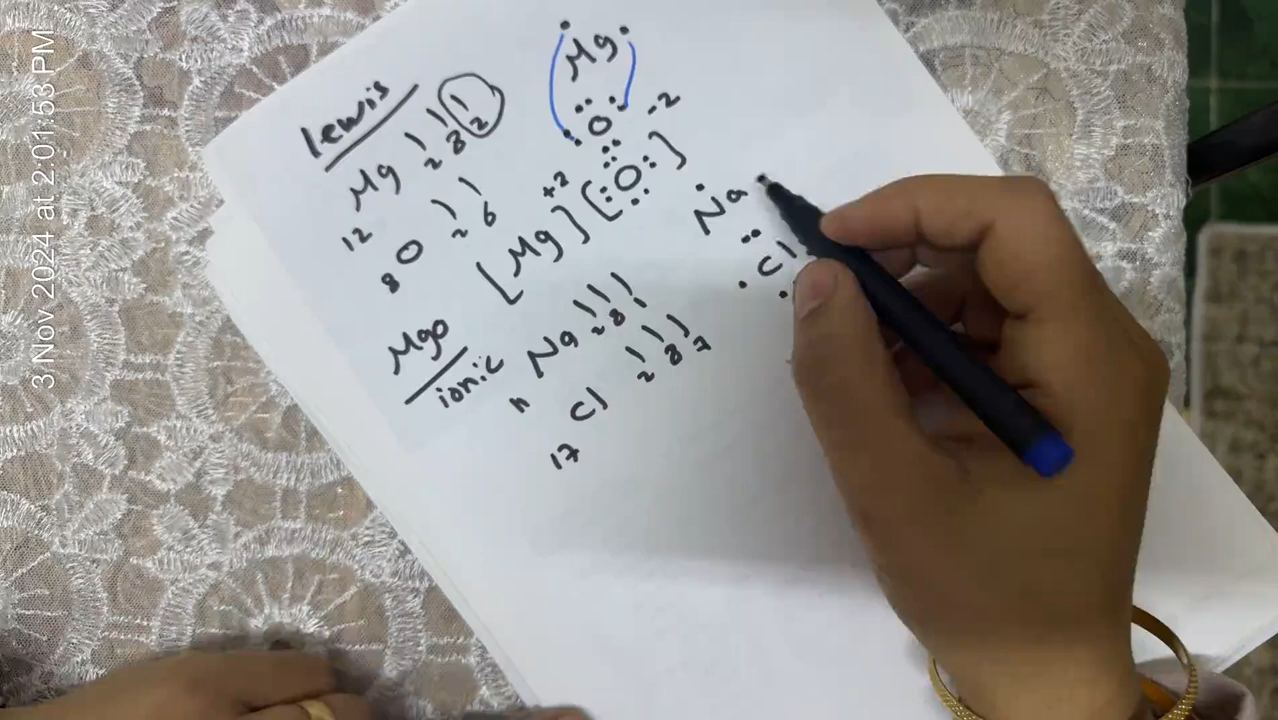 3 Nov 2024 at 2:01:53 PM
lewis
Mg
Mg 2 8 2
12
O
O 2 6
8
[Mg]+2 [O]-2
MgO
ionic
Na 2 8 1
11
Cl 2 8 7
17
Na
Cl